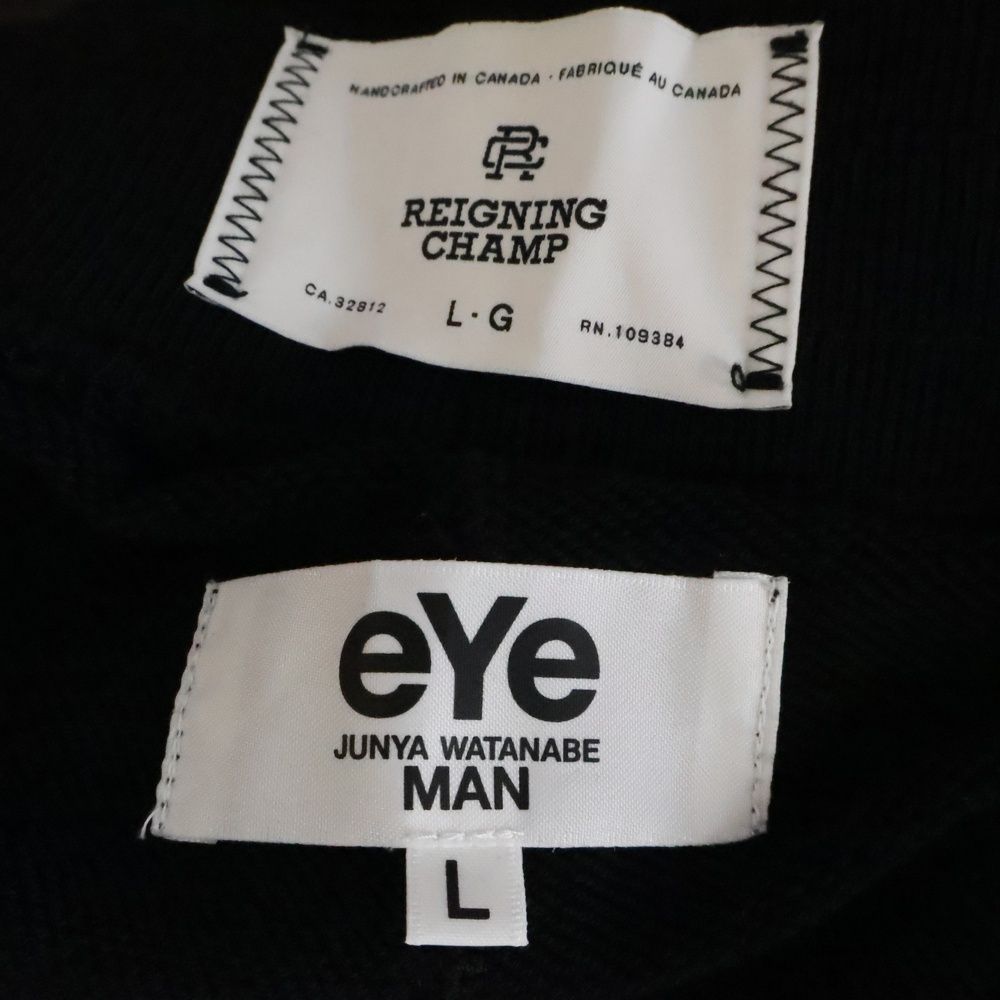 HANDCRAFTED IN CANADA · FABRIQUÉ AU CANADA
RC
REIGNING
CHAMP
CA.32812
L·G
RN.109384
eYe
JUNYA WATANABE
MAN
L